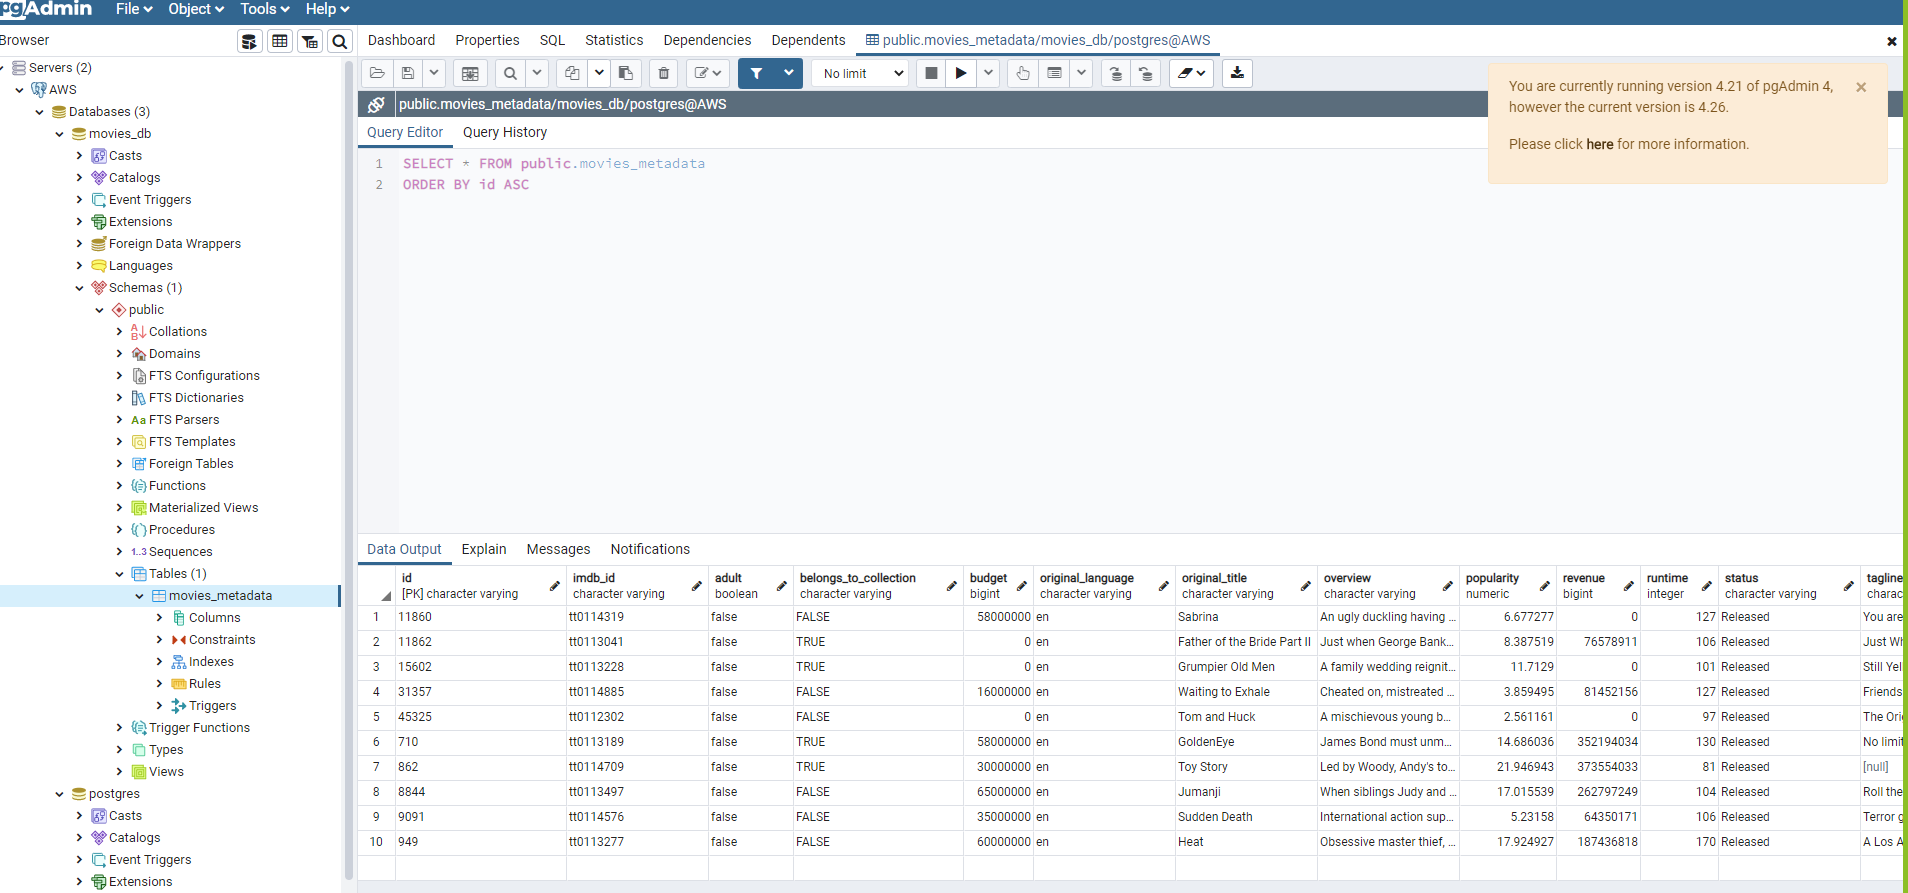 pgAdmin File Object Tools Help
Browser
Dashboard Properties SQL Statistics Dependencies Dependents public.movies_metadata/movies_db/postgres@AWS
No limit
public.movies_metadata/movies_db/postgres@AWS
Query Editor Query History
1 SELECT * FROM public.movies_metadata
2 ORDER BY id ASC
You are currently running version 4.21 of pgAdmin 4,
however the current version is 4.26.
Please click here for more information.
Servers (2)
AWS
Databases (3)
movies_db
Casts
Catalogs
Event Triggers
Extensions
Foreign Data Wrappers
Languages
Schemas (1)
public
Collations
Domains
FTS Configurations
FTS Dictionaries
Aa FTS Parsers
FTS Templates
Foreign Tables
Functions
Materialized Views
Procedures
1..3 Sequences
Tables (1)
movies_metadata
Columns
Constraints
Indexes
Rules
Triggers
Trigger Functions
Types
Views
postgres
Casts
Catalogs
Event Triggers
Extensions
Data Output Explain Messages Notifications
id imdb_id adult belongs_to_collection budget original_language original_title overview popularity revenue runtime status tagline
[PK] character varying character varying boolean character varying bigint character varying character varying character varying numeric bigint integer character varying charac
1 11860 tt0114319 false FALSE 58000000 en Sabrina An ugly duckling having ... 6.677277 0 127 Released You are
2 11862 tt0113041 false TRUE 0 en Father of the Bride Part II Just when George Bank... 8.387519 76578911 106 Released Just Wh
3 15602 tt0113228 false TRUE 0 en Grumpier Old Men A family wedding reignit... 11.7129 0 101 Released Still Yel
4 31357 tt0114885 false FALSE 16000000 en Waiting to Exhale Cheated on, mistreated ... 3.859495 81452156 127 Released Friends
5 45325 tt0112302 false FALSE 0 en Tom and Huck A mischievous young b... 2.561161 0 97 Released The Ori
6 710 tt0113189 false TRUE 58000000 en GoldenEye James Bond must unm... 14.686036 352194034 130 Released No limit
7 862 tt0114709 false TRUE 30000000 en Toy Story Led by Woody, Andy's to... 21.946943 373554033 81 Released [null]
8 8844 tt0113497 false FALSE 65000000 en Jumanji When siblings Judy and ... 17.015539 262797249 104 Released Roll the
9 9091 tt0114576 false FALSE 35000000 en Sudden Death International action sup... 5.23158 64350171 106 Released Terror g
10 949 tt0113277 false FALSE 60000000 en Heat Obsessive master thief, ... 17.924927 187436818 170 Released A Los A